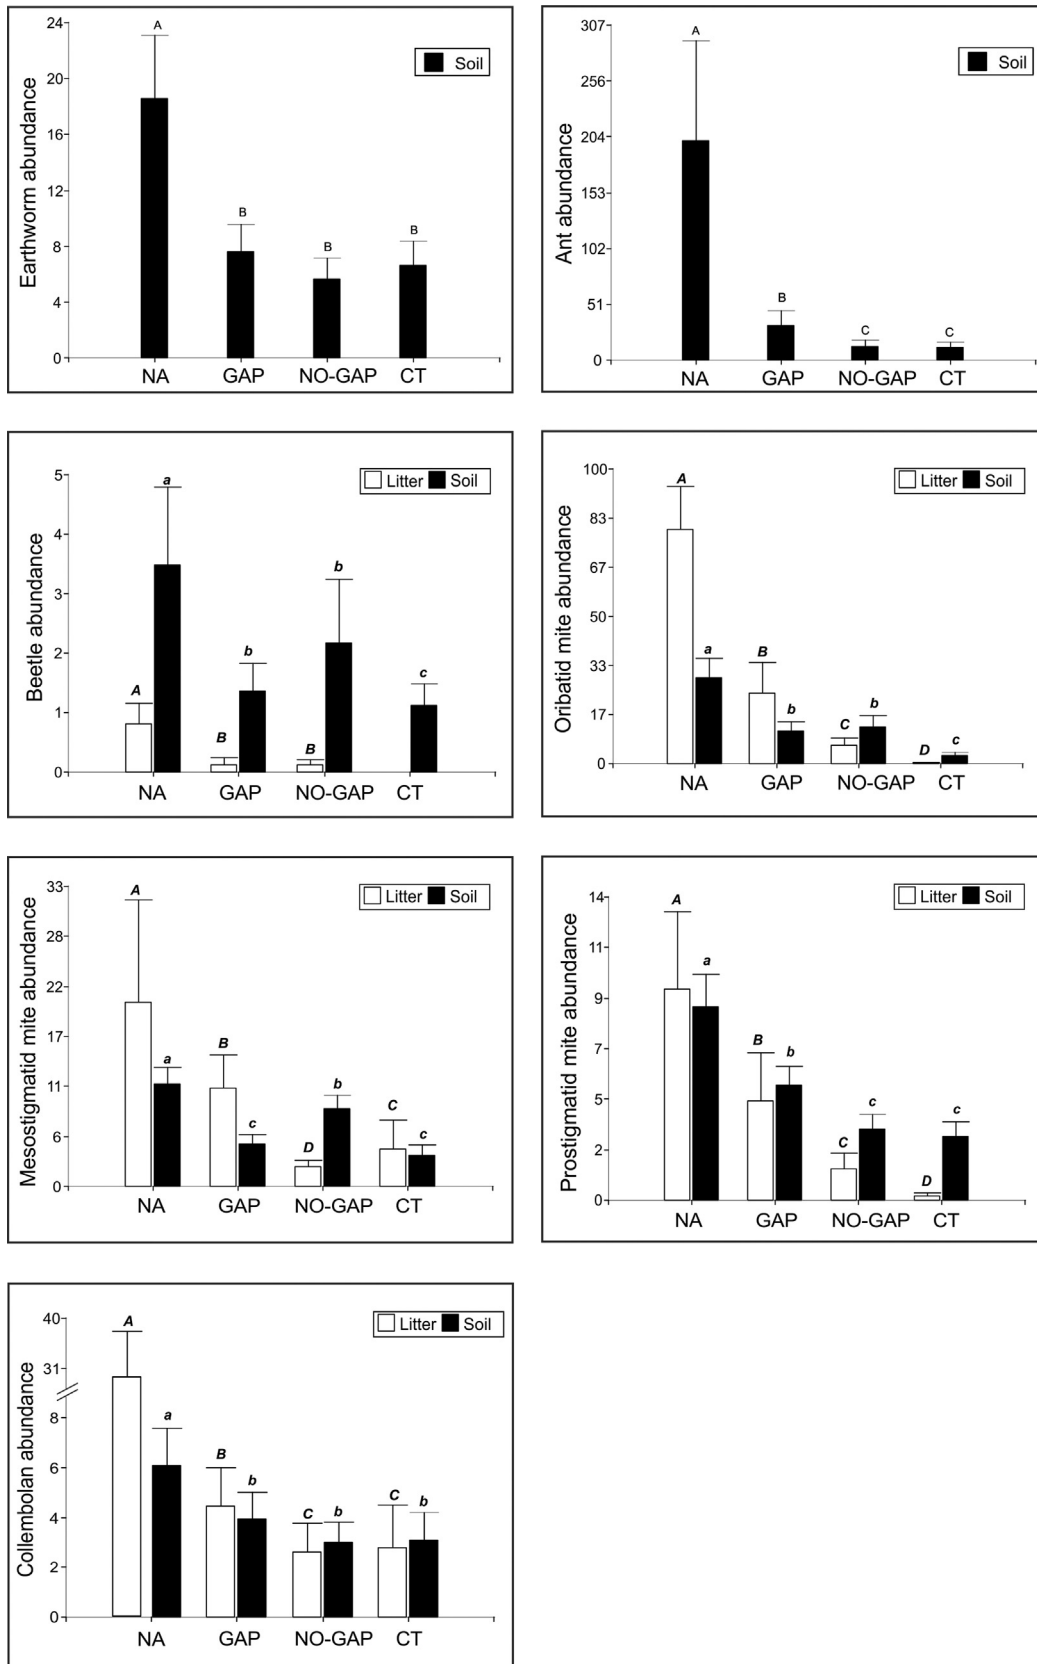 Earthworm abundance
24
20
16
12
8
4
0
A
B
B
B
Soil
NA GAP NO-GAP CT
Ant abundance
307
256
204
153
102
51
0
A
B
C
C
Soil
NA GAP NO-GAP CT
Beetle abundance
5
4
3
2
1
0
A
a
B
b
B
b
c
Litter Soil
NA GAP NO-GAP CT
Oribatid mite abundance
100
83
67
50
33
17
0
A
a
B
b
C
b
D
c
Litter Soil
NA GAP NO-GAP CT
Mesostigmatid mite abundance
33
28
22
17
11
6
0
A
a
B
c
D
b
C
c
Litter Soil
NA GAP NO-GAP CT
Prostigmatid mite abundance
14
11
9
7
5
2
0
A
a
B
b
C
c
D
c
Litter Soil
NA GAP NO-GAP CT
Collembolan abundance
40
31
8
6
4
2
0
A
a
B
b
C
b
C
b
Litter Soil
NA GAP NO-GAP CT